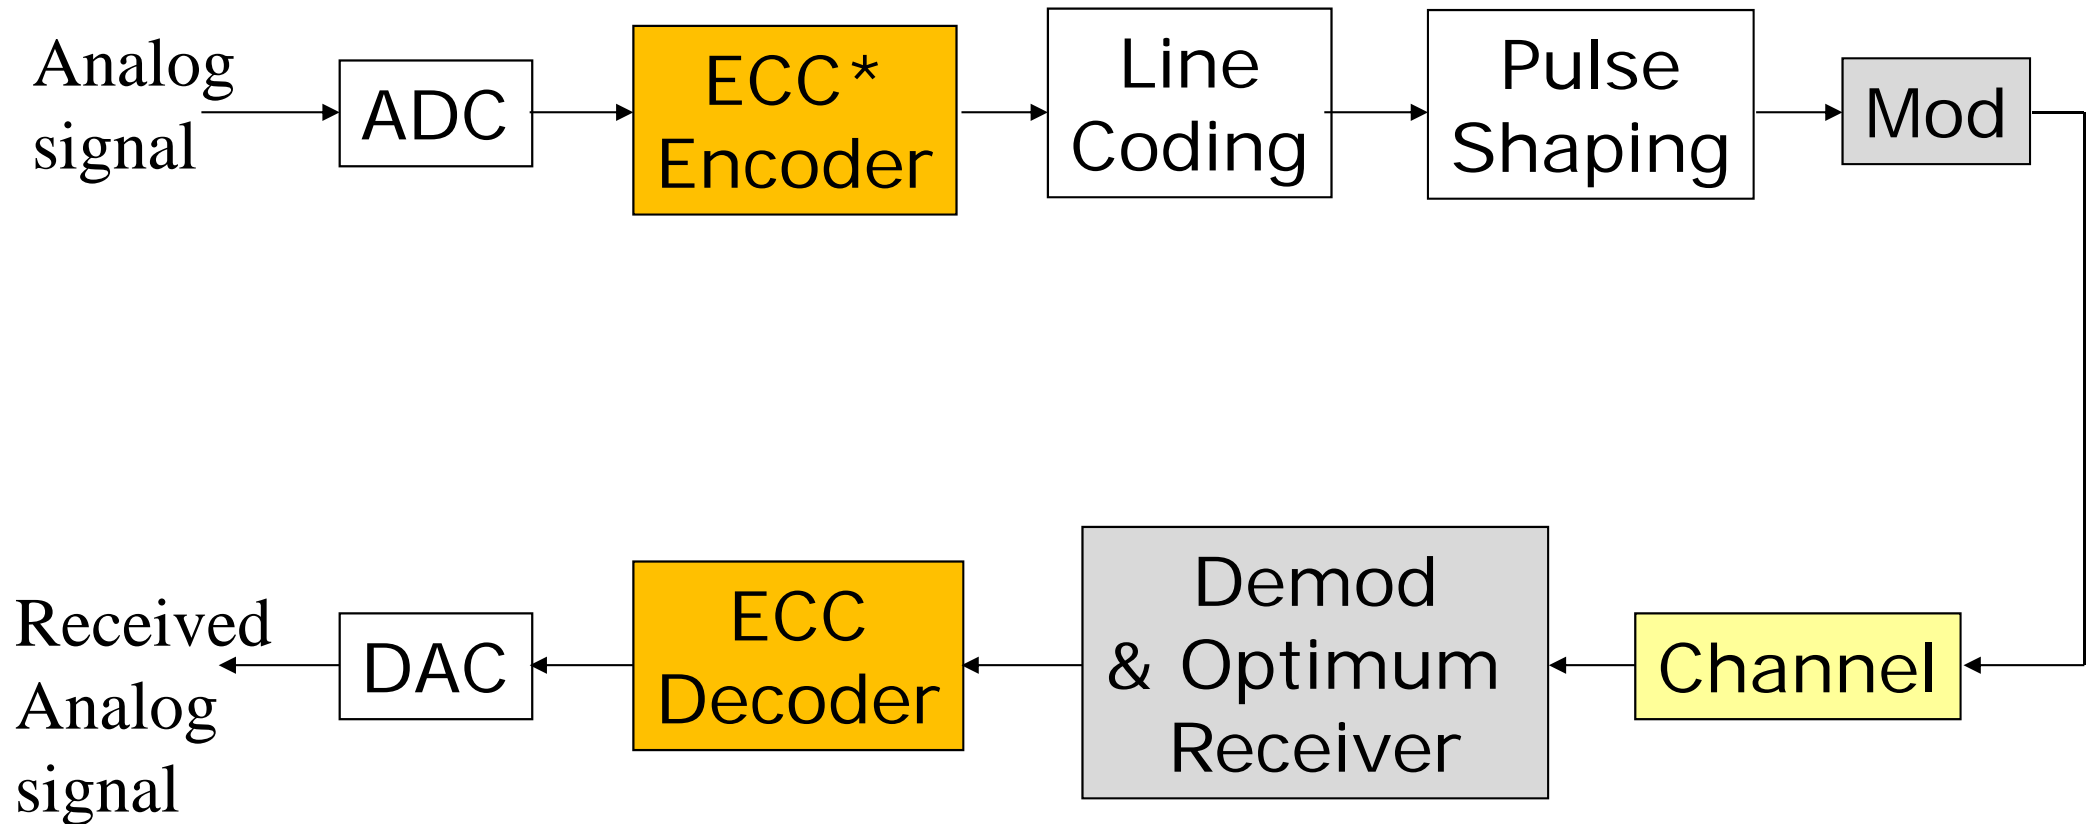 Analog
signal
ADC
ECC*
Encoder
Line
Coding
Pulse
Shaping
Mod
Received
Analog
signal
DAC
ECC
Decoder
Demod
& Optimum
Receiver
Channel